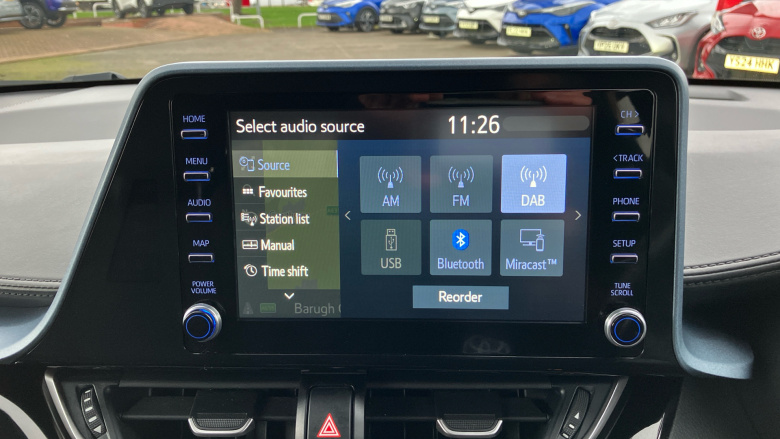 HOME
MENU
AUDIO
MAP
POWER
VOLUME
Select audio source
11:26
Source
Favourites
Station list
Manual
Time shift
Barugh
AM
FM
DAB
USB
Bluetooth
Miracast™
Reorder
CH >
< TRACK
PHONE
SETUP
TUNE
SCROLL